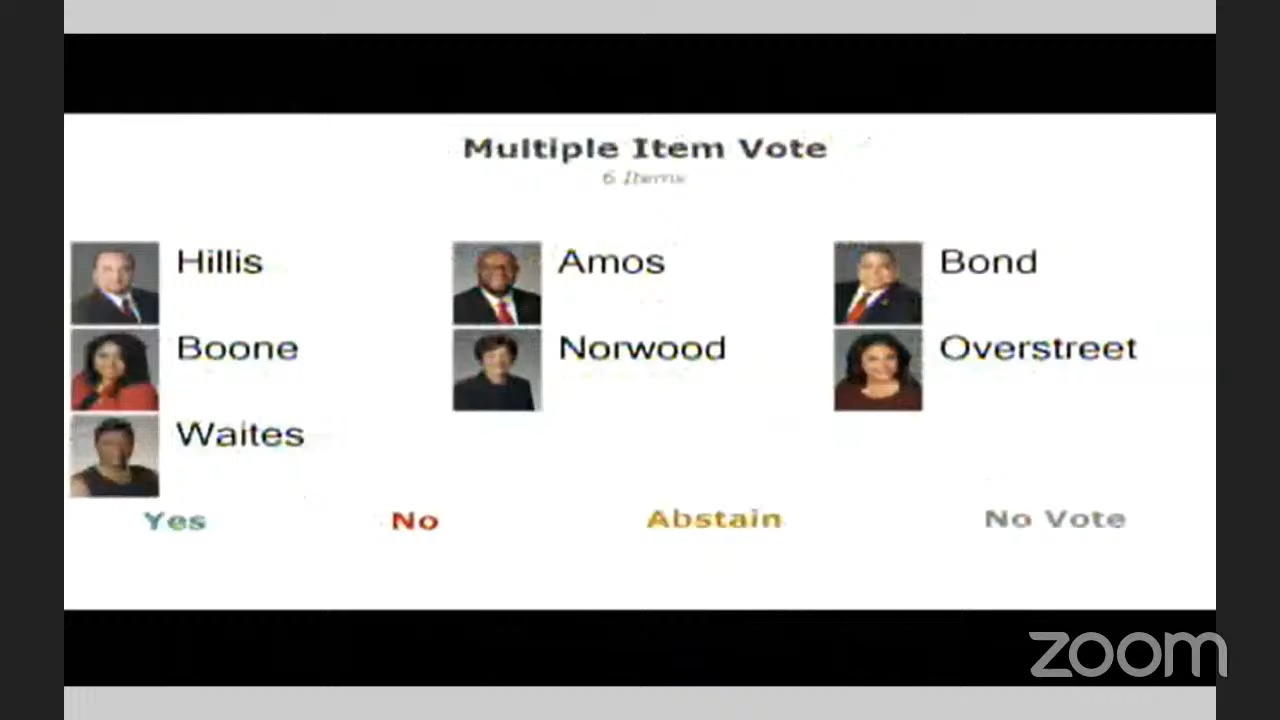 Multiple Item Vote
6 Items
Hillis
Amos
Bond
Boone
Norwood
Overstreet
Waites
Yes
No
Abstain
No Vote
zoom